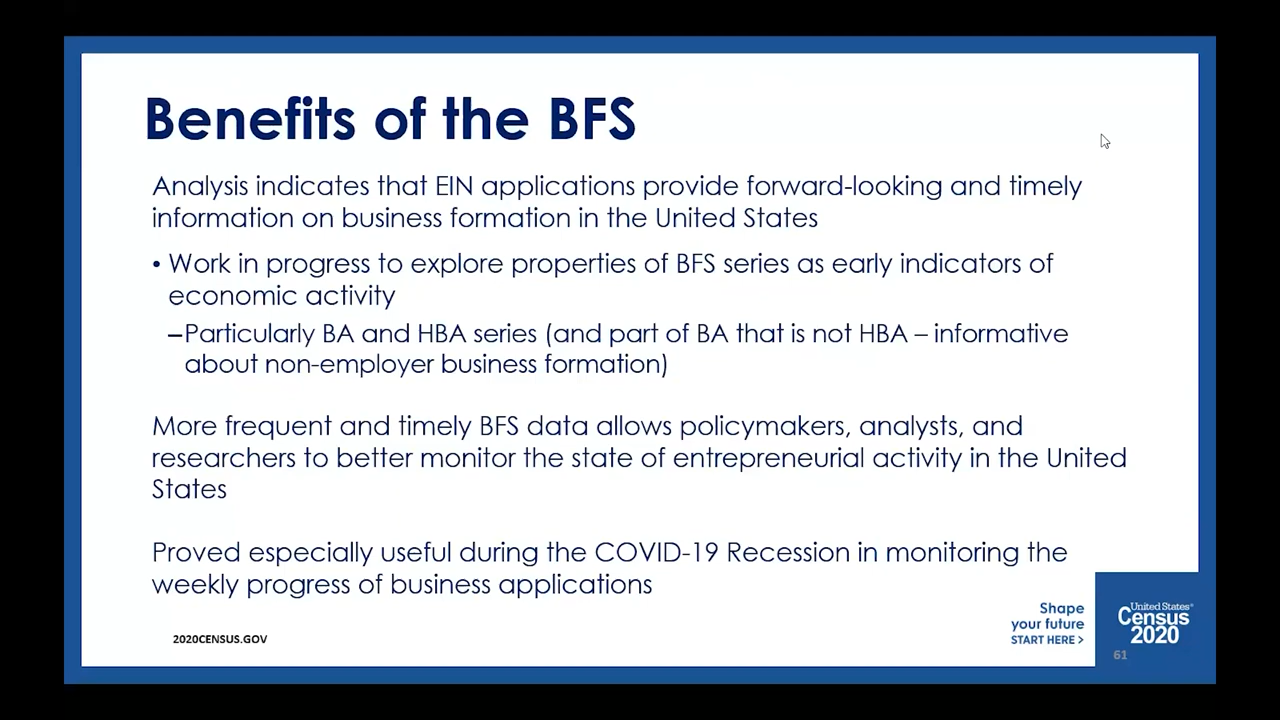 Benefits of the BFS
Analysis indicates that EIN applications provide forward-looking and timely
information on business formation in the United States
• Work in progress to explore properties of BFS series as early indicators of
economic activity
–Particularly BA and HBA series (and part of BA that is not HBA – informative
about non-employer business formation)
More frequent and timely BFS data allows policymakers, analysts, and
researchers to better monitor the state of entrepreneurial activity in the United
States
Proved especially useful during the COVID-19 Recession in monitoring the
weekly progress of business applications
2020CENSUS.GOV
Shape
your future
START HERE >
United States®
Census
2020
61